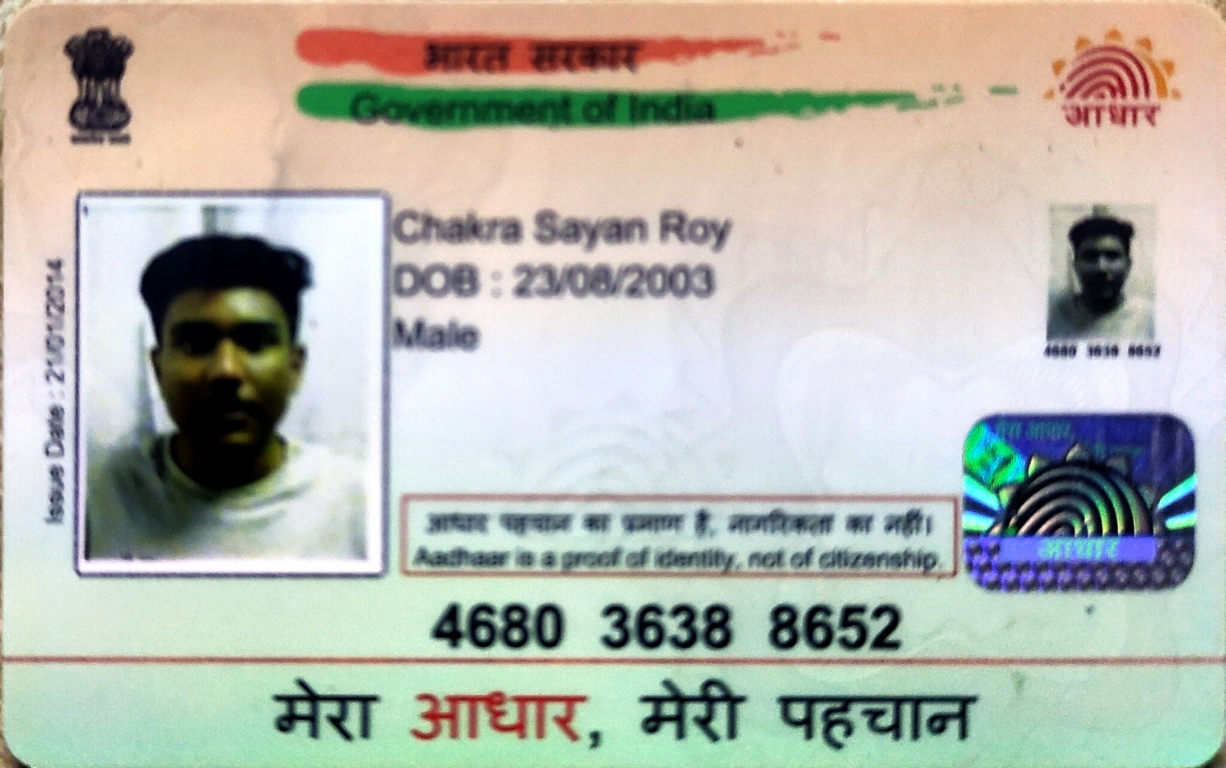 भारत सरकार
Government of India
Issue Date : 21/01/2014
Chakra Sayan Roy
DOB : 23/08/2003
Male
4680 3638 8652
आधार
आधार पहचान का प्रमाण है, नागरिकता का नहीं।
Aadhaar is a proof of identity, not of citizenship.
आधार
4680 3638 8652
मेरा आधार, मेरी पहचान